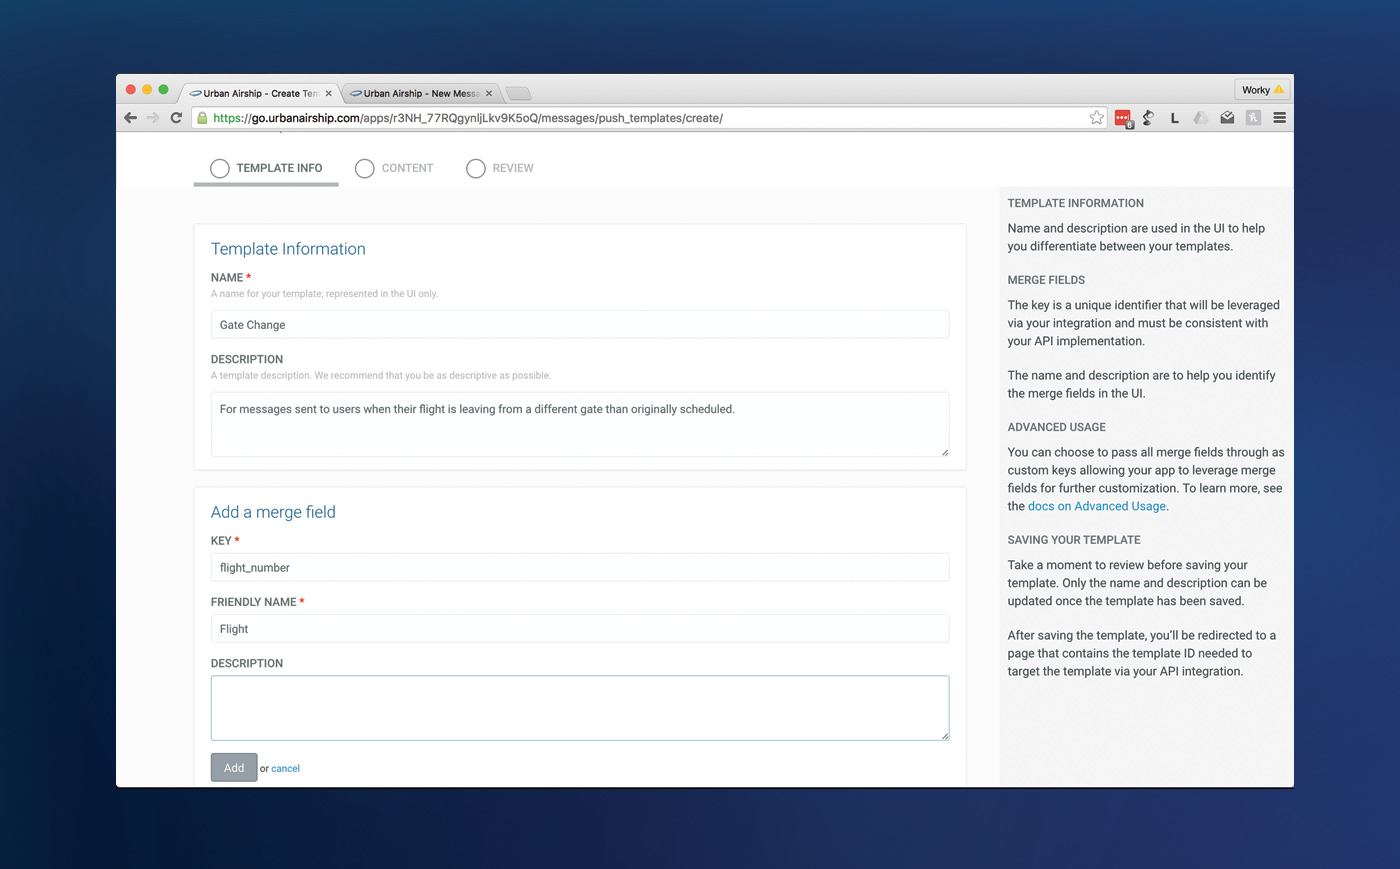 Urban Airship - Create Tem
Urban Airship - New Messa
Worky
https://go.urbanairship.com/apps/r3NH_77RQgynljLkv9K5oQ/messages/push_templates/create/
6
L
TEMPLATE INFO
CONTENT
REVIEW
Template Information
NAME *
A name for your template; represented in the UI only.
Gate Change
DESCRIPTION
A template description. We recommend that you be as descriptive as possible.
For messages sent to users when their flight is leaving from a different gate than originally scheduled.
Add a merge field
KEY *
flight_number
FRIENDLY NAME *
Flight
DESCRIPTION
Add or cancel
TEMPLATE INFORMATION
Name and description are used in the UI to help
you differentiate between your templates.
MERGE FIELDS
The key is a unique identifier that will be leveraged
via your integration and must be consistent with
your API implementation.
The name and description are to help you identify
the merge fields in the UI.
ADVANCED USAGE
You can choose to pass all merge fields through as
custom keys allowing your app to leverage merge
fields for further customization. To learn more, see
the docs on Advanced Usage.
SAVING YOUR TEMPLATE
Take a moment to review before saving your
template. Only the name and description can be
updated once the template has been saved.
After saving the template, you'll be redirected to a
page that contains the template ID needed to
target the template via your API integration.